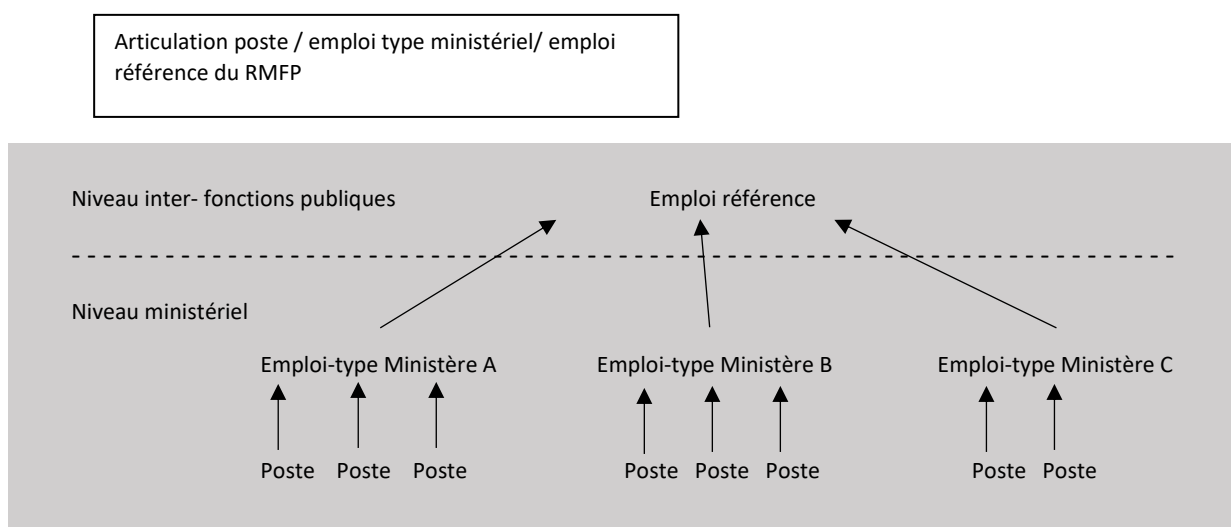 Articulation poste / emploi type ministériel/ emploi
référence du RMFP
Niveau inter- fonctions publiques Emploi référence
Niveau ministériel
Emploi-type Ministère A Emploi-type Ministère B Emploi-type Ministère C
Poste Poste Poste Poste Poste Poste Poste Poste